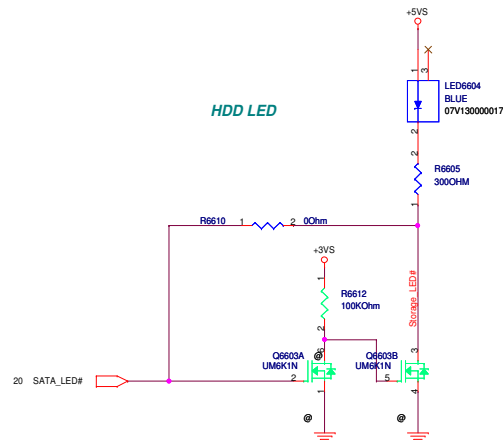 +5VS
1
3
LED6604
BLUE
07V130000017
HDD LED
2
2
R6605
300OHM
1
R6610 1 2 0Ohm
+3VS
1
R6612
100KOhm
2
Storage_LED#
@
6
Q6603A
UM6K1N
Q6603B
UM6K1N
3
20 SATA_LED#
2
5
1
4
@
@